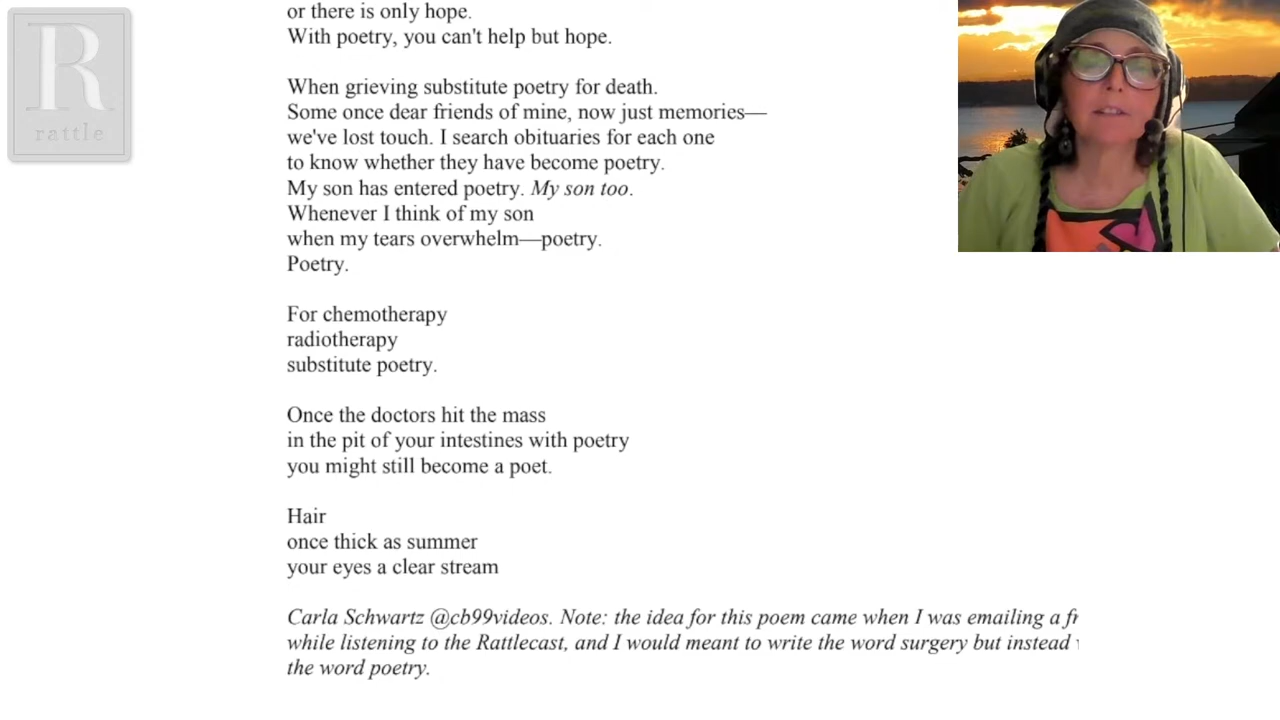 R
rattle
or there is only hope.
With poetry, you can't help but hope.
When grieving substitute poetry for death.
Some once dear friends of mine, now just memories—
we've lost touch. I search obituaries for each one
to know whether they have become poetry.
My son has entered poetry. My son too.
Whenever I think of my son
when my tears overwhelm—poetry.
Poetry.
For chemotherapy
radiotherapy
substitute poetry.
Once the doctors hit the mass
in the pit of your intestines with poetry
you might still become a poet.
Hair
once thick as summer
your eyes a clear stream
Carla Schwartz @cb99videos. Note: the idea for this poem came when I was emailing a fr
while listening to the Rattlecast, and I would meant to write the word surgery but instead
the word poetry.